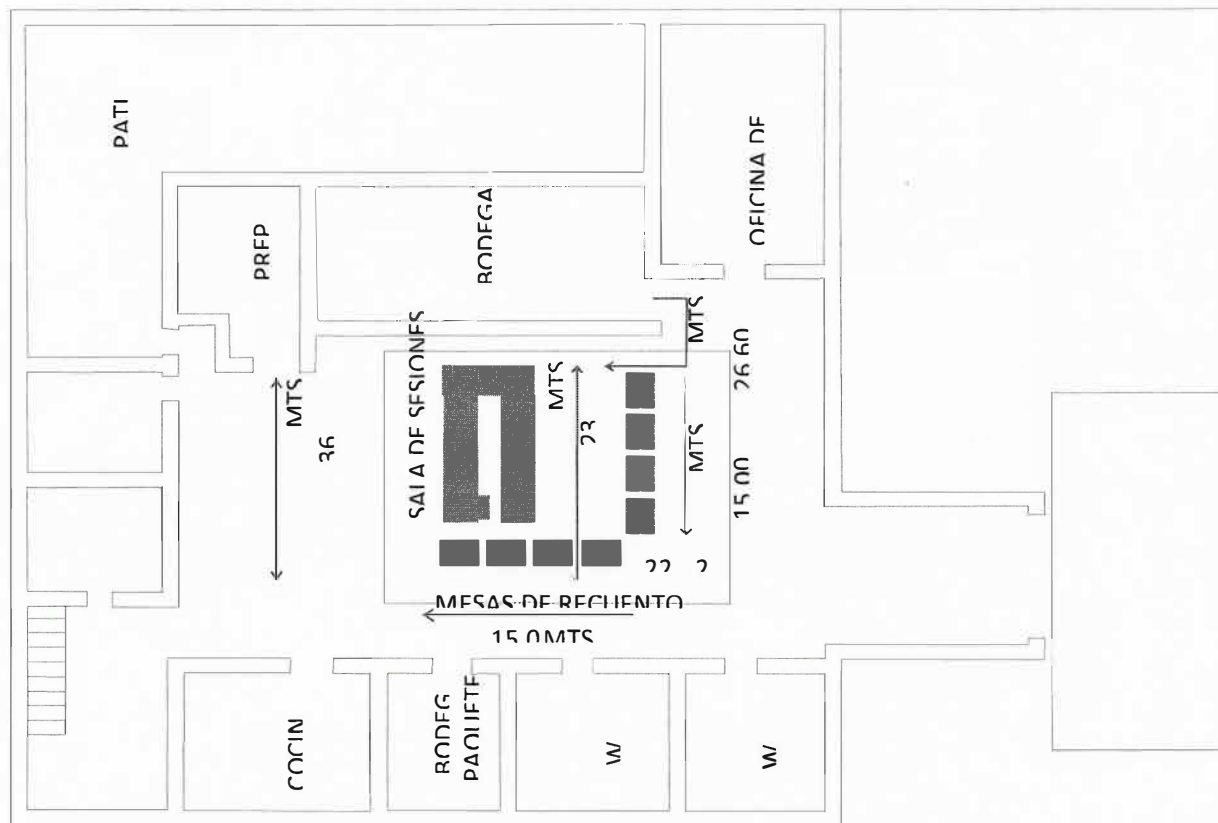 PATI
PREP
BODEGA
OFICINA DE
SALA DE SESIONES
MTS
36
MTS
23
MTS
26.60
MTS
15.00
22 2
MESAS DE RECUENTO
15.0MTS
COCIN
BODEG
PAQUETE
W
W